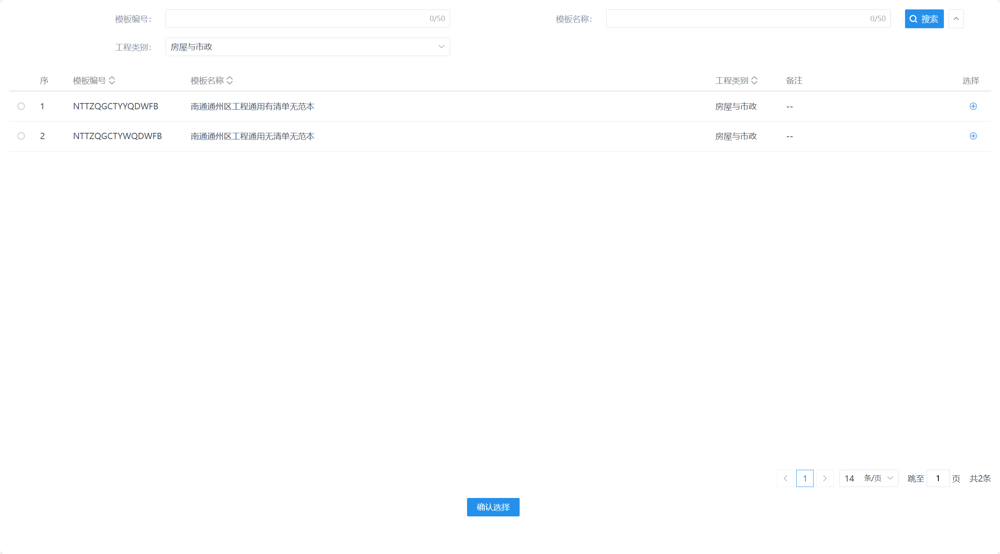 模板编号： 0/50 模板名称： 0/50 搜索
工程类别： 房屋与市政
序 模板编号 模板名称 工程类别 备注 选择
1 NTTZQGCTYYQDWFB 南通通州区工程通用有清单无范本 房屋与市政 --
2 NTTZQGCTYWQDWFB 南通通州区工程通用无清单无范本 房屋与市政 --
1 14 条/页 跳至 1 页 共2条
确认选择